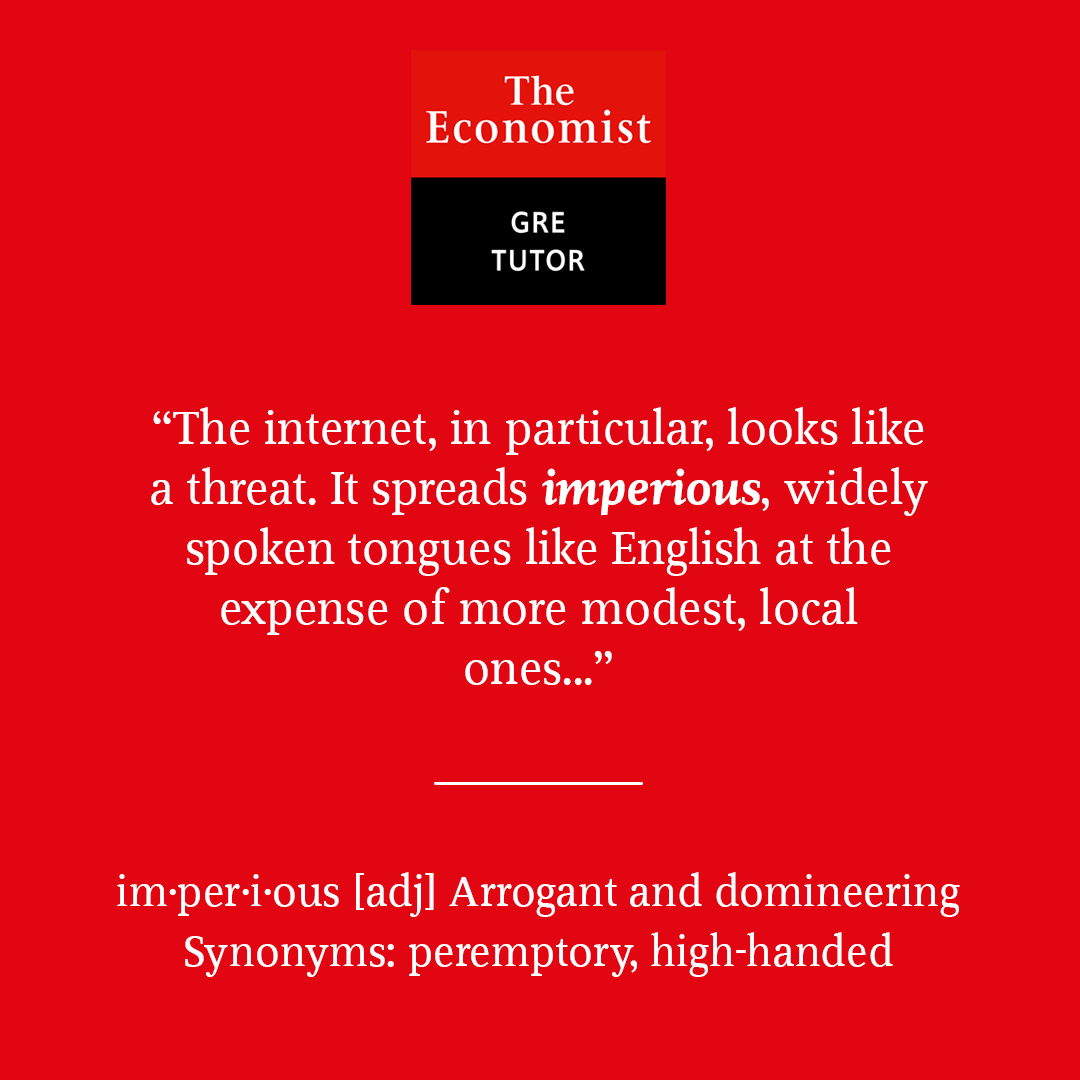 The
Economist
GRE
TUTOR
“The internet, in particular, looks like
a threat. It spreads imperious, widely
spoken tongues like English at the
expense of more modest, local
ones...”
im·per·i·ous [adj] Arrogant and domineering
Synonyms: peremptory, high-handed